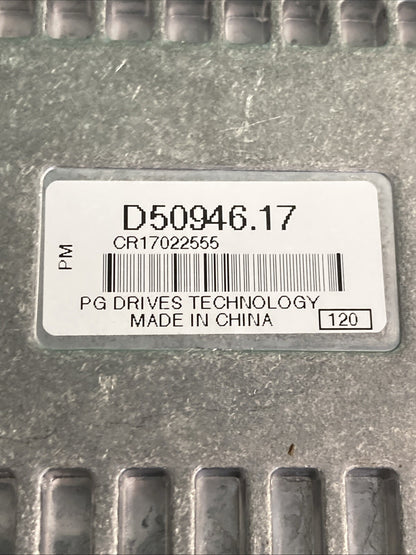 D50946.17
CR17022555
PM
PG DRIVES TECHNOLOGY
MADE IN CHINA
120